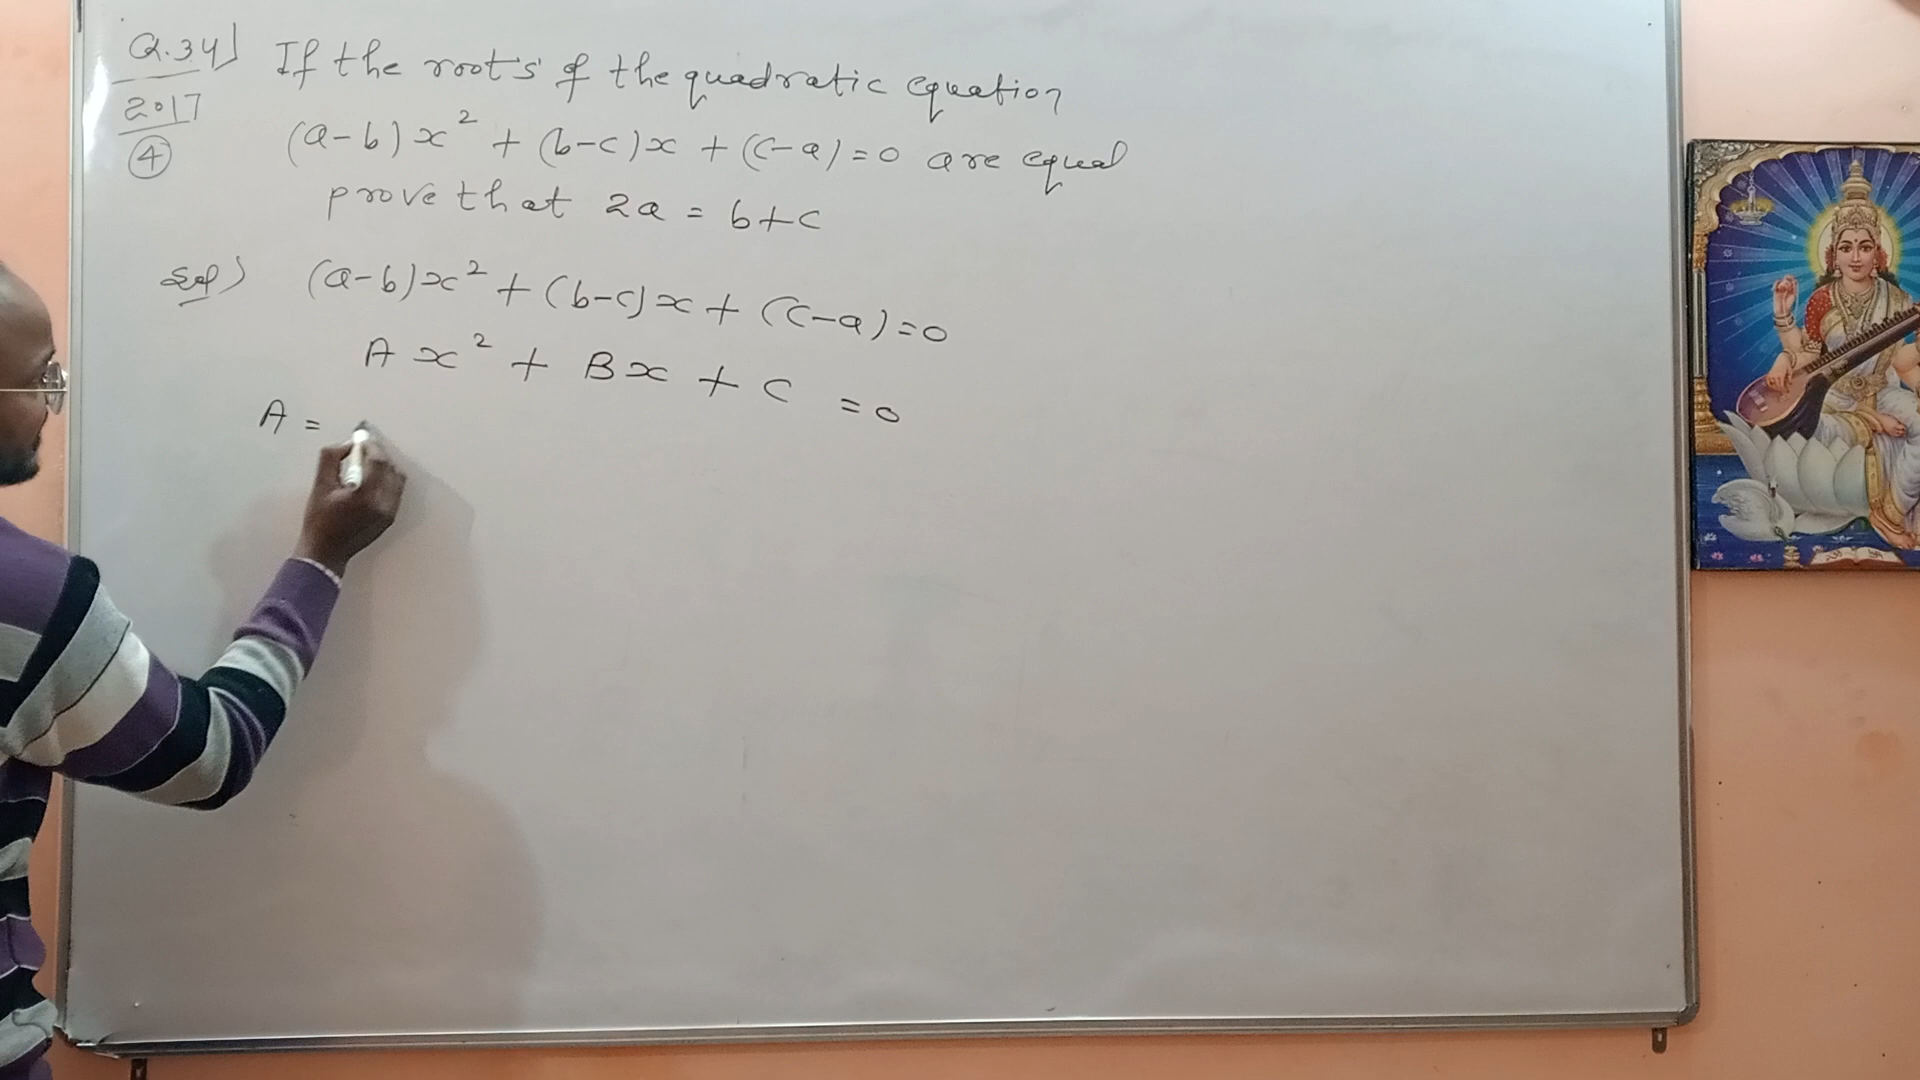 Q.34) If the roots of the quadratic equation
2017
4
(a-b)x² + (b-c)x + (c-a)=0 are equal
prove that 2a = b+c
Sol) (a-b)x² + (b-c)x + (c-a)=0
Ax² + Bx + C = 0
A =